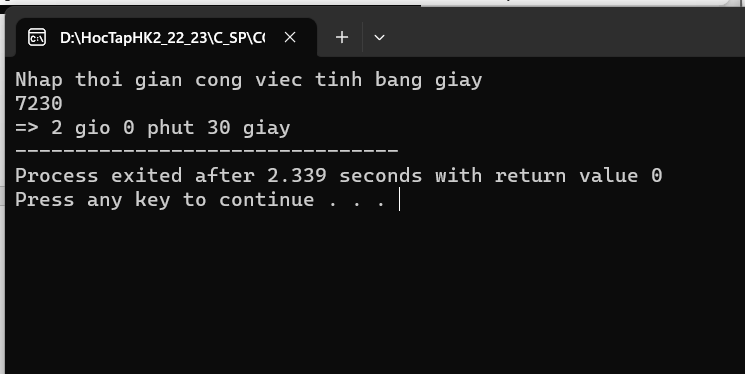 D:\HocTapHK2_22_23\C_SP\C
Nhap thoi gian cong viec tinh bang giay
7230
=> 2 gio 0 phut 30 giay
--------------------------------
Process exited after 2.339 seconds with return value 0
Press any key to continue . . .